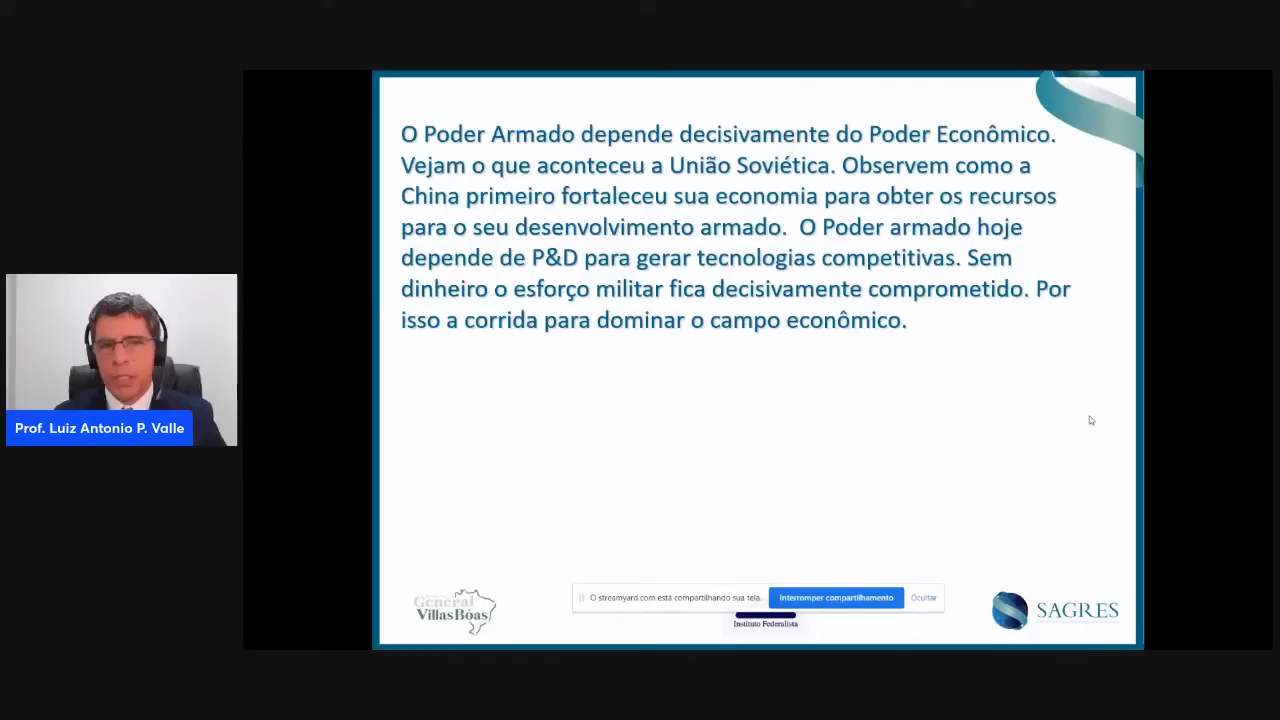 O Poder Armado depende decisivamente do Poder Econômico.
Vejam o que aconteceu a União Soviética. Observem como a
China primeiro fortaleceu sua economia para obter os recursos
para o seu desenvolvimento armado.  O Poder armado hoje
depende de P&D para gerar tecnologias competitivas. Sem
dinheiro o esforço militar fica decisivamente comprometido. Por
isso a corrida para dominar o campo econômico.
Prof. Luiz Antonio P. Valle
General
Villas Bôas
O streamyard.com está compartilhando sua tela.
Interromper compartilhamento
Ocultar
Instituto Federalista
SAGRES